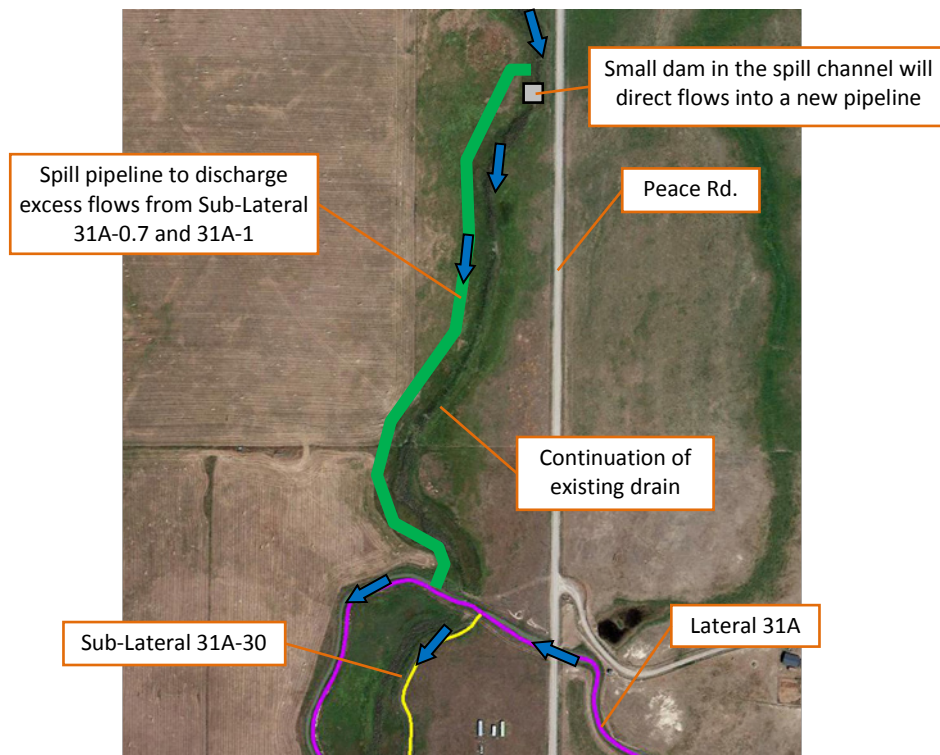 Small dam in the spill channel will
direct flows into a new pipeline
Spill pipeline to discharge
excess flows from Sub-Lateral
31A-0.7 and 31A-1
Peace Rd.
Continuation of
existing drain
Sub-Lateral 31A-30
Lateral 31A